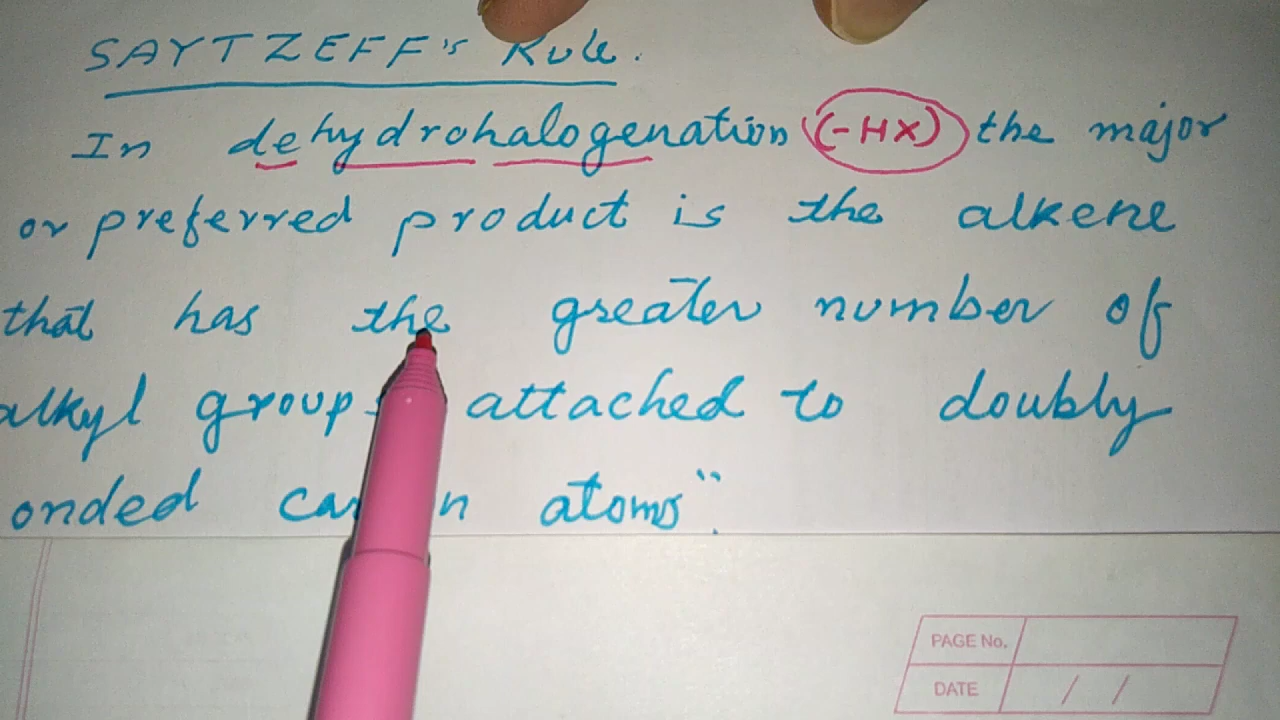 SAYTZEFF's Rule.
In dehydrohalogenation (-HX) the major
or preferred product is the alkene
that has the greater number of
alkyl group attached to doubly
onded atoms".
PAGE No.
DATE / /